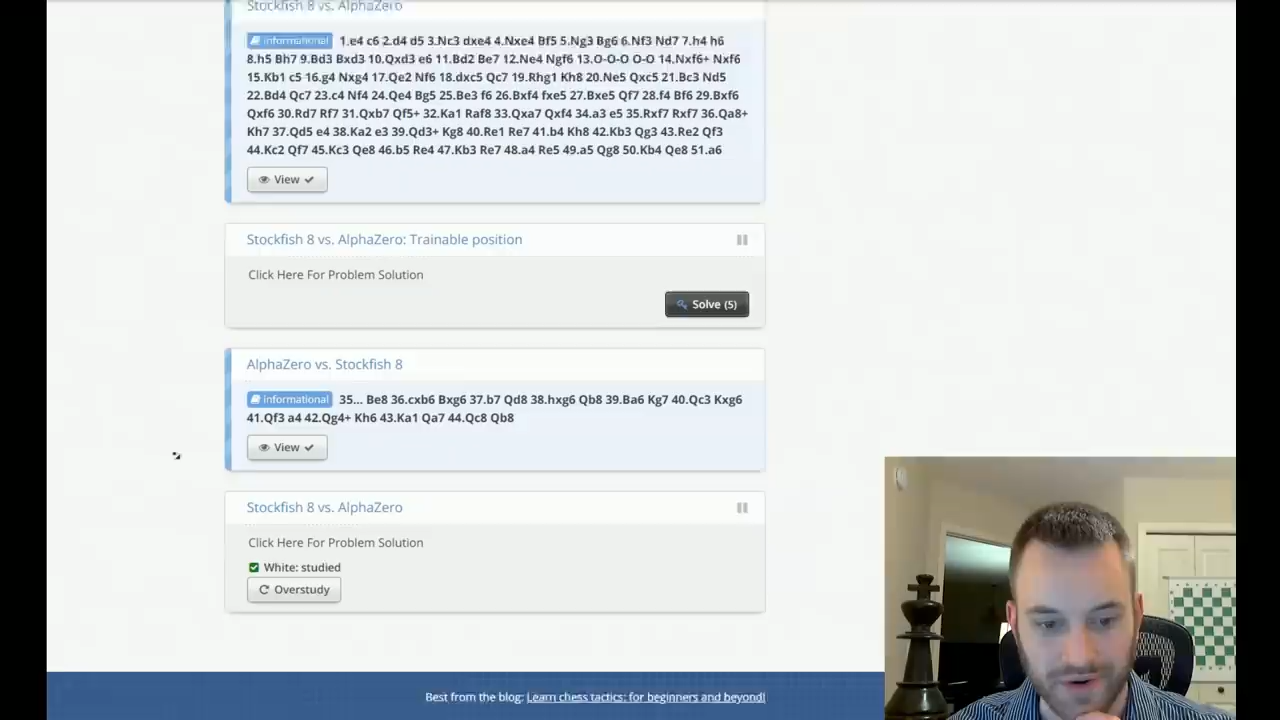 Stockfish 8 vs. AlphaZero
informational 1.e4 c6 2.d4 d5 3.Nc3 dxe4 4.Nxe4 Bf5 5.Ng3 Bg6 6.Nf3 Nd7 7.h4 h6
8.h5 Bh7 9.Bd3 Bxd3 10.Qxd3 e6 11.Bd2 Be7 12.Ne4 Ngf6 13.O-O-O O-O 14.Nxf6+ Nxf6
15.Kb1 c5 16.g4 Nxg4 17.Qe2 Nf6 18.dxc5 Qc7 19.Rhg1 Kh8 20.Ne5 Qxc5 21.Bc3 Nd5
22.Bd4 Qc7 23.c4 Nf4 24.Qe4 Bg5 25.Be3 f6 26.Bxf4 fxe5 27.Bxe5 Qf7 28.f4 Bf6 29.Bxf6
Qxf6 30.Rd7 Rf7 31.Qxb7 Qf5+ 32.Ka1 Raf8 33.Qxa7 Qxf4 34.a3 e5 35.Rxf7 Rxf7 36.Qa8+
Kh7 37.Qd5 e4 38.Ka2 e3 39.Qd3+ Kg8 40.Re1 Re7 41.b4 Kh8 42.Kb3 Qg3 43.Re2 Qf3
44.Kc2 Qf7 45.Kc3 Qe8 46.b5 Re4 47.Kb3 Re7 48.a4 Re5 49.a5 Qg8 50.Kb4 Qe8 51.a6
View
Stockfish 8 vs. AlphaZero: Trainable position
Click Here For Problem Solution
Solve (5)
AlphaZero vs. Stockfish 8
informational 35... Be8 36.cxb6 Bxg6 37.b7 Qd8 38.hxg6 Qb8 39.Ba6 Kg7 40.Qc3 Kxg6
41.Qf3 a4 42.Qg4+ Kh6 43.Ka1 Qa7 44.Qc8 Qb8
View
Stockfish 8 vs. AlphaZero
Click Here For Problem Solution
White: studied
Overstudy
Best from the blog: Learn chess tactics: for beginners and beyond!